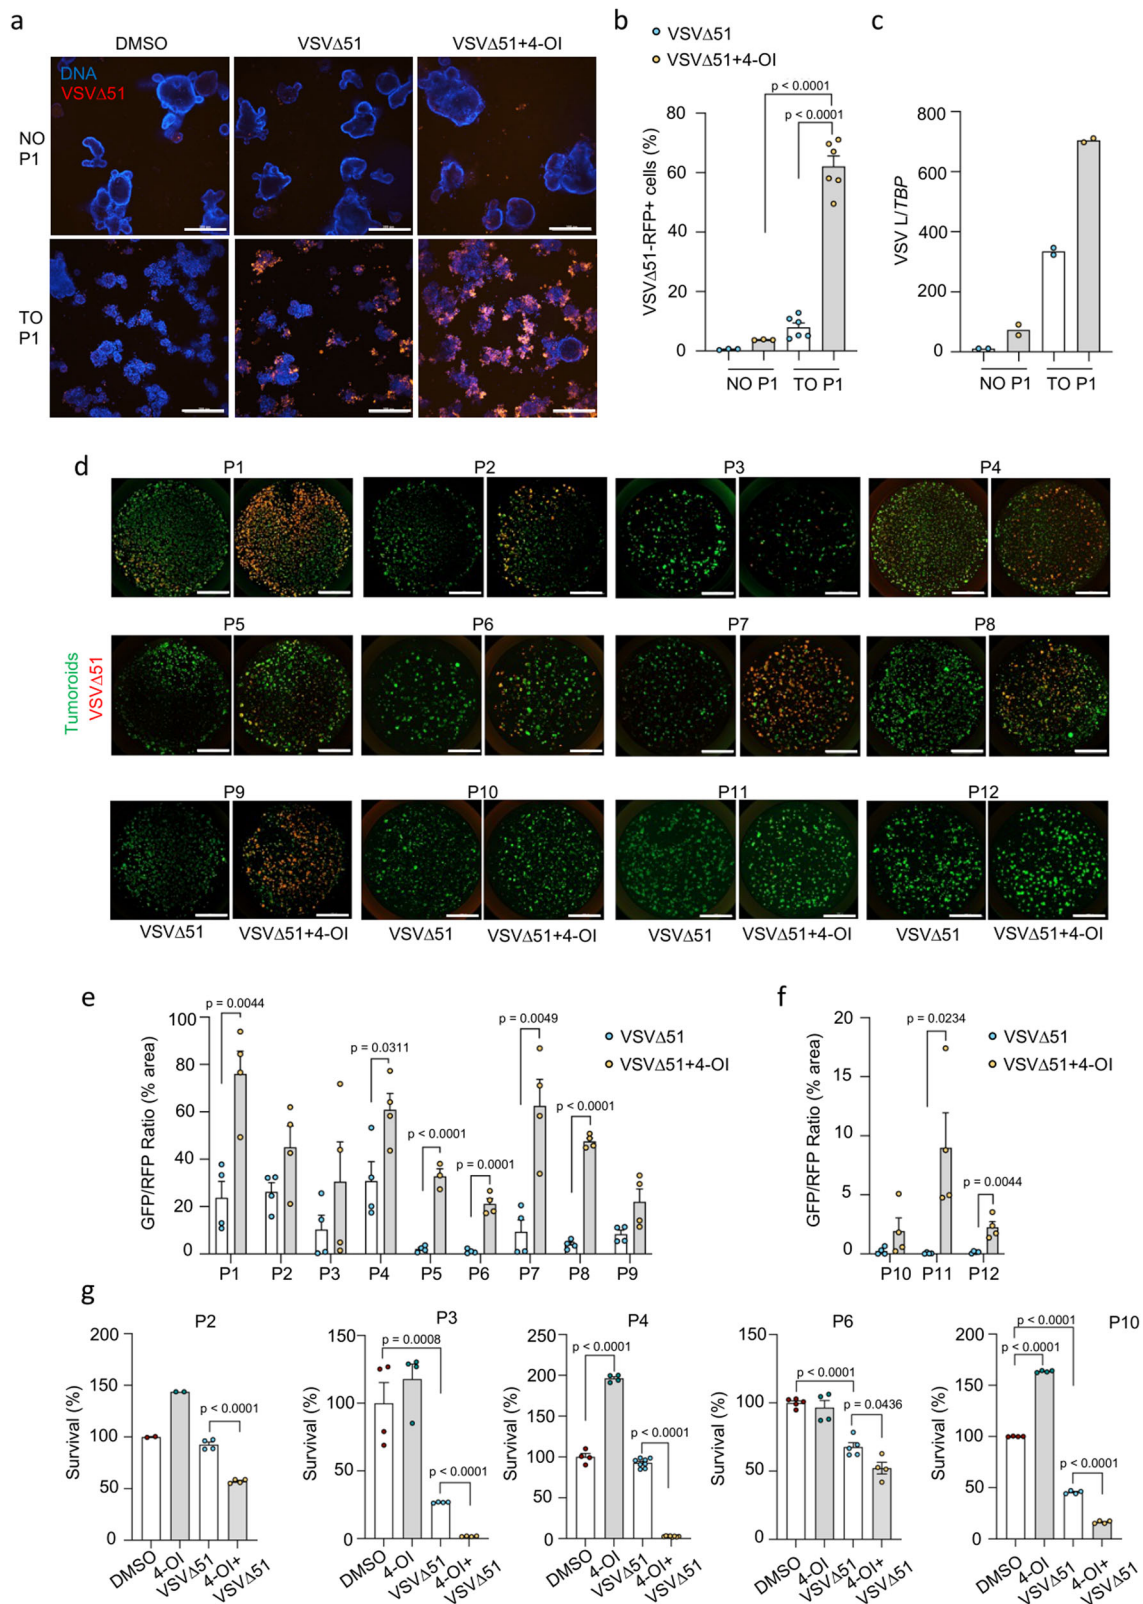 a
DMSO
VSVΔ51
VSVΔ51+4-OI
DNA
VSVΔ51
NO
P1
TO
P1
b
VSVΔ51
VSVΔ51+4-OI
p < 0.0001
p < 0.0001
VSVΔ51-RFP+ cells (%)
80
60
40
20
0
NO P1
TO P1
c
VSV L/TBP
800
600
400
200
0
NO P1
TO P1
d
Tumoroids
VSVΔ51
P1
P2
P3
P4
P5
P6
P7
P8
P9
P10
P11
P12
VSVΔ51
VSVΔ51+4-OI
VSVΔ51
VSVΔ51+4-OI
VSVΔ51
VSVΔ51+4-OI
VSVΔ51
VSVΔ51+4-OI
e
GFP/RFP Ratio (% area)
100
80
60
40
20
0
p = 0.0044
p = 0.0311
p < 0.0001
p = 0.0001
p = 0.0049
p < 0.0001
VSVΔ51
VSVΔ51+4-OI
P1
P2
P3
P4
P5
P6
P7
P8
P9
f
GFP/RFP Ratio (% area)
20
15
10
5
0
p = 0.0234
p = 0.0044
VSVΔ51
VSVΔ51+4-OI
P10
P11
P12
g
P2
Survival (%)
200
150
100
50
0
p < 0.0001
DMSO
4-OI
VSVΔ51
4-OI+
VSVΔ51
P3
Survival (%)
150
100
50
0
p = 0.0008
p < 0.0001
DMSO
4-OI
VSVΔ51
4-OI+
VSVΔ51
P4
Survival (%)
250
200
150
100
50
0
p < 0.0001
p < 0.0001
DMSO
4-OI
VSVΔ51
4-OI+
VSVΔ51
P6
Survival (%)
150
100
50
0
p < 0.0001
p = 0.0436
DMSO
4-OI
VSVΔ51
4-OI+
VSVΔ51
P10
Survival (%)
200
150
100
50
0
p < 0.0001
p < 0.0001
p < 0.0001
DMSO
4-OI
VSVΔ51
4-OI+
VSVΔ51